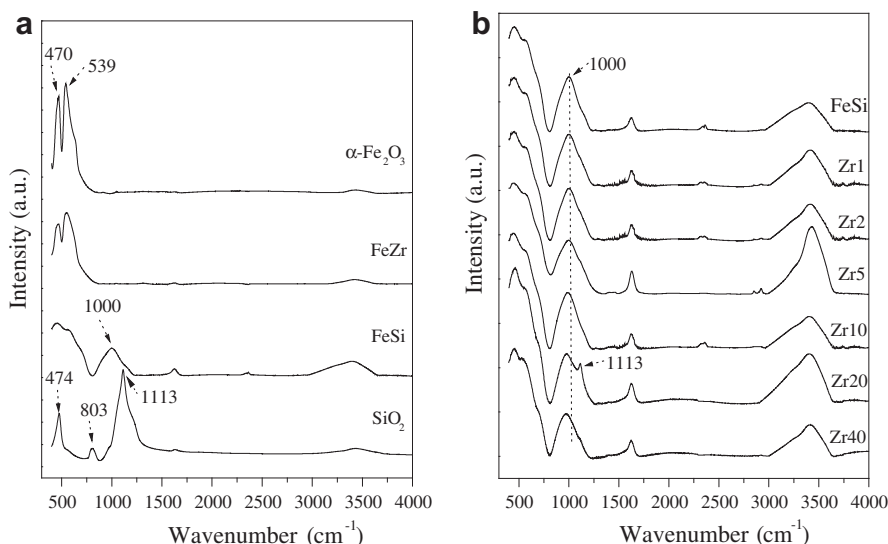 a
470
539
α-Fe₂O₃
FeZr
1000
FeSi
474
803
1113
SiO₂
Intensity (a.u.)
500 1000 1500 2000 2500 3000 3500 4000
Wavenumber (cm⁻¹)
b
1000
FeSi
Zr1
Zr2
Zr5
Zr10
1113
Zr20
Zr40
Intensity (a.u.)
500 1000 1500 2000 2500 3000 3500 4000
Wavenumber (cm⁻¹)